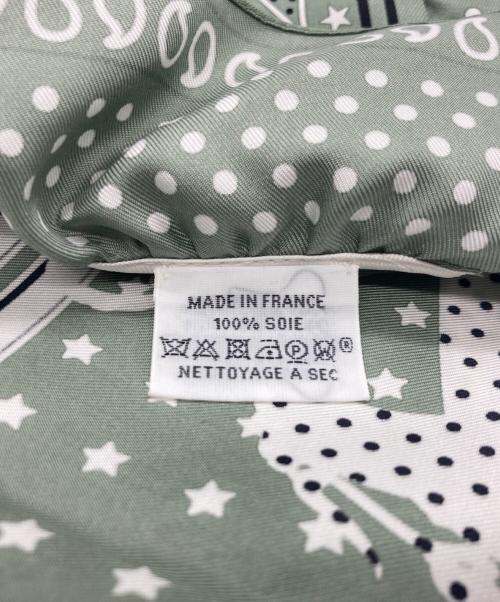 MADE IN FRANCE
100% SOIE
P W®
NETTOYAGE A SEC